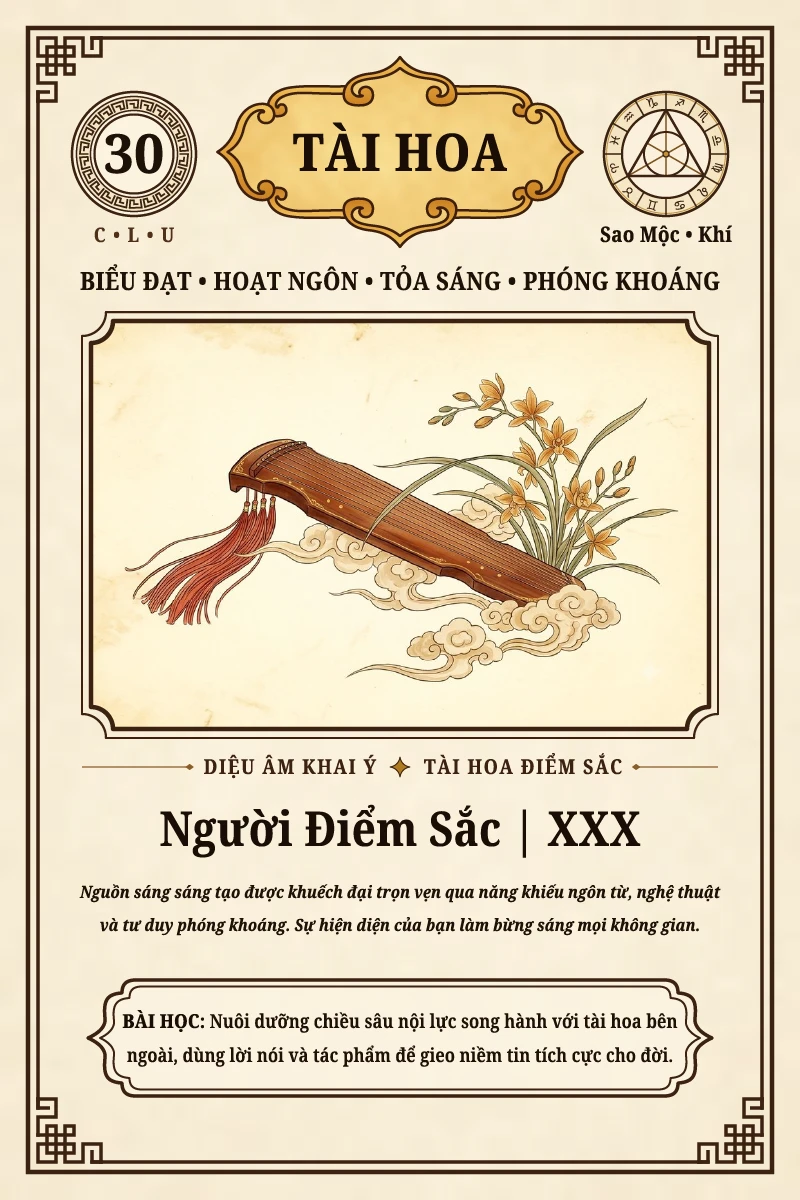 30
TÀI HOA
C • L • U
Sao Mộc • Khí
BIỂU ĐẠT • HOẠT NGÔN • TỎA SÁNG • PHÓNG KHOÁNG
DIỆU ÂM KHAI Ý ✦ TÀI HOA ĐIỂM SẮC
Người Điểm Sắc | XXX
Nguồn sáng sáng tạo được khuếch đại trọn vẹn qua năng khiếu ngôn từ, nghệ thuật
và tư duy phóng khoáng. Sự hiện diện của bạn làm bừng sáng mọi không gian.
BÀI HỌC: Nuôi dưỡng chiều sâu nội lực song hành với tài hoa bên
ngoài, dùng lời nói và tác phẩm để gieo niềm tin tích cực cho đời.